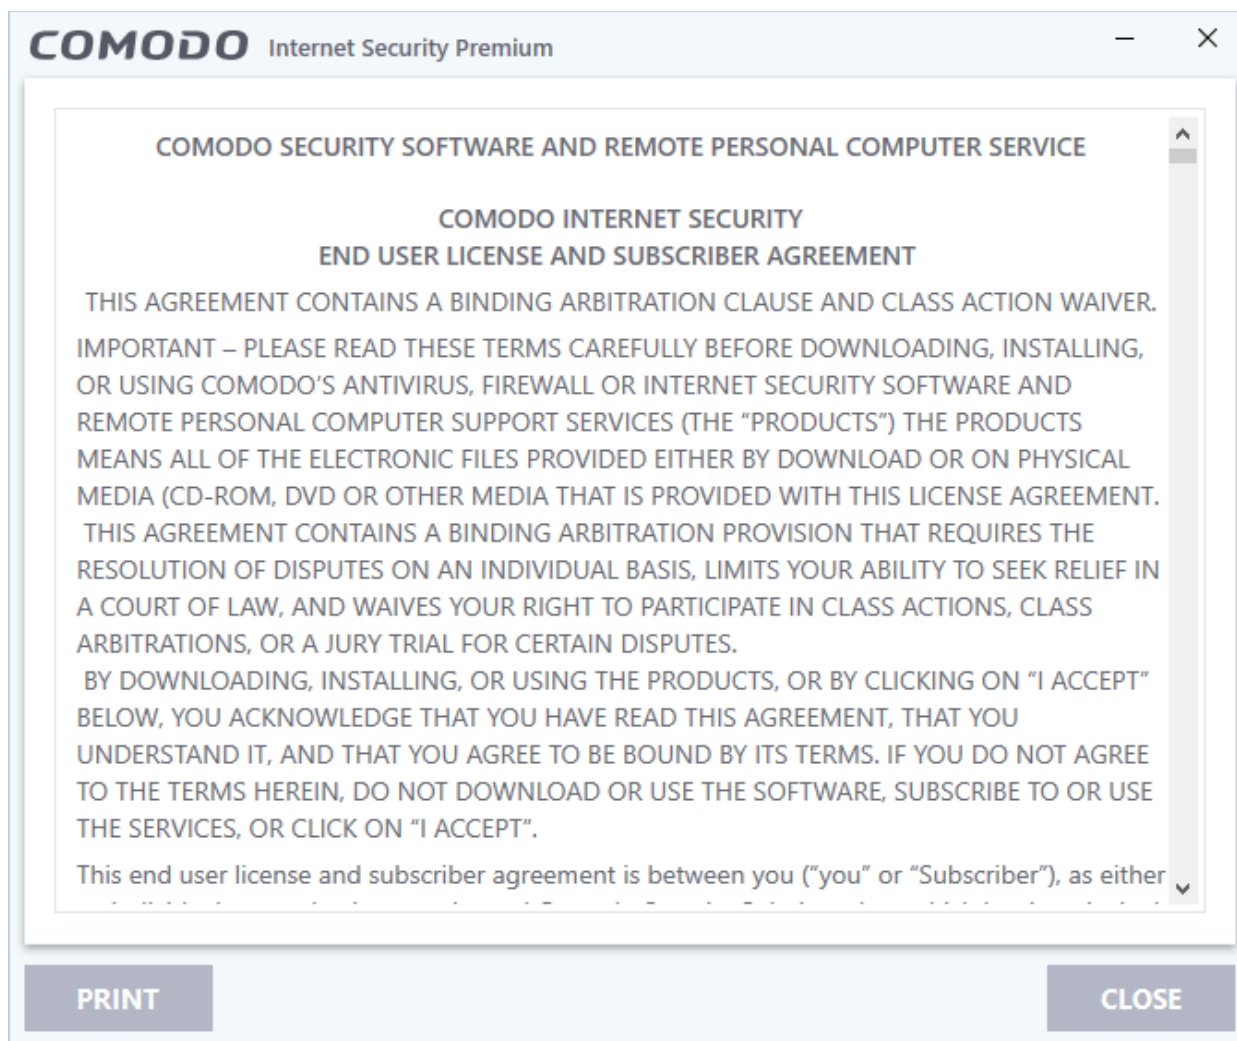 COMODO Internet Security Premium
COMODO SECURITY SOFTWARE AND REMOTE PERSONAL COMPUTER SERVICE
COMODO INTERNET SECURITY
END USER LICENSE AND SUBSCRIBER AGREEMENT
THIS AGREEMENT CONTAINS A BINDING ARBITRATION CLAUSE AND CLASS ACTION WAIVER.
IMPORTANT – PLEASE READ THESE TERMS CAREFULLY BEFORE DOWNLOADING, INSTALLING,
OR USING COMODO'S ANTIVIRUS, FIREWALL OR INTERNET SECURITY SOFTWARE AND
REMOTE PERSONAL COMPUTER SUPPORT SERVICES (THE “PRODUCTS”) THE PRODUCTS
MEANS ALL OF THE ELECTRONIC FILES PROVIDED EITHER BY DOWNLOAD OR ON PHYSICAL
MEDIA (CD-ROM, DVD OR OTHER MEDIA THAT IS PROVIDED WITH THIS LICENSE AGREEMENT.
THIS AGREEMENT CONTAINS A BINDING ARBITRATION PROVISION THAT REQUIRES THE
RESOLUTION OF DISPUTES ON AN INDIVIDUAL BASIS, LIMITS YOUR ABILITY TO SEEK RELIEF IN
A COURT OF LAW, AND WAIVES YOUR RIGHT TO PARTICIPATE IN CLASS ACTIONS, CLASS
ARBITRATIONS, OR A JURY TRIAL FOR CERTAIN DISPUTES.
BY DOWNLOADING, INSTALLING, OR USING THE PRODUCTS, OR BY CLICKING ON “I ACCEPT”
BELOW, YOU ACKNOWLEDGE THAT YOU HAVE READ THIS AGREEMENT, THAT YOU
UNDERSTAND IT, AND THAT YOU AGREE TO BE BOUND BY ITS TERMS. IF YOU DO NOT AGREE
TO THE TERMS HEREIN, DO NOT DOWNLOAD OR USE THE SOFTWARE, SUBSCRIBE TO OR USE
THE SERVICES, OR CLICK ON “I ACCEPT”.
This end user license and subscriber agreement is between you (“you” or “Subscriber”), as either
PRINT
CLOSE